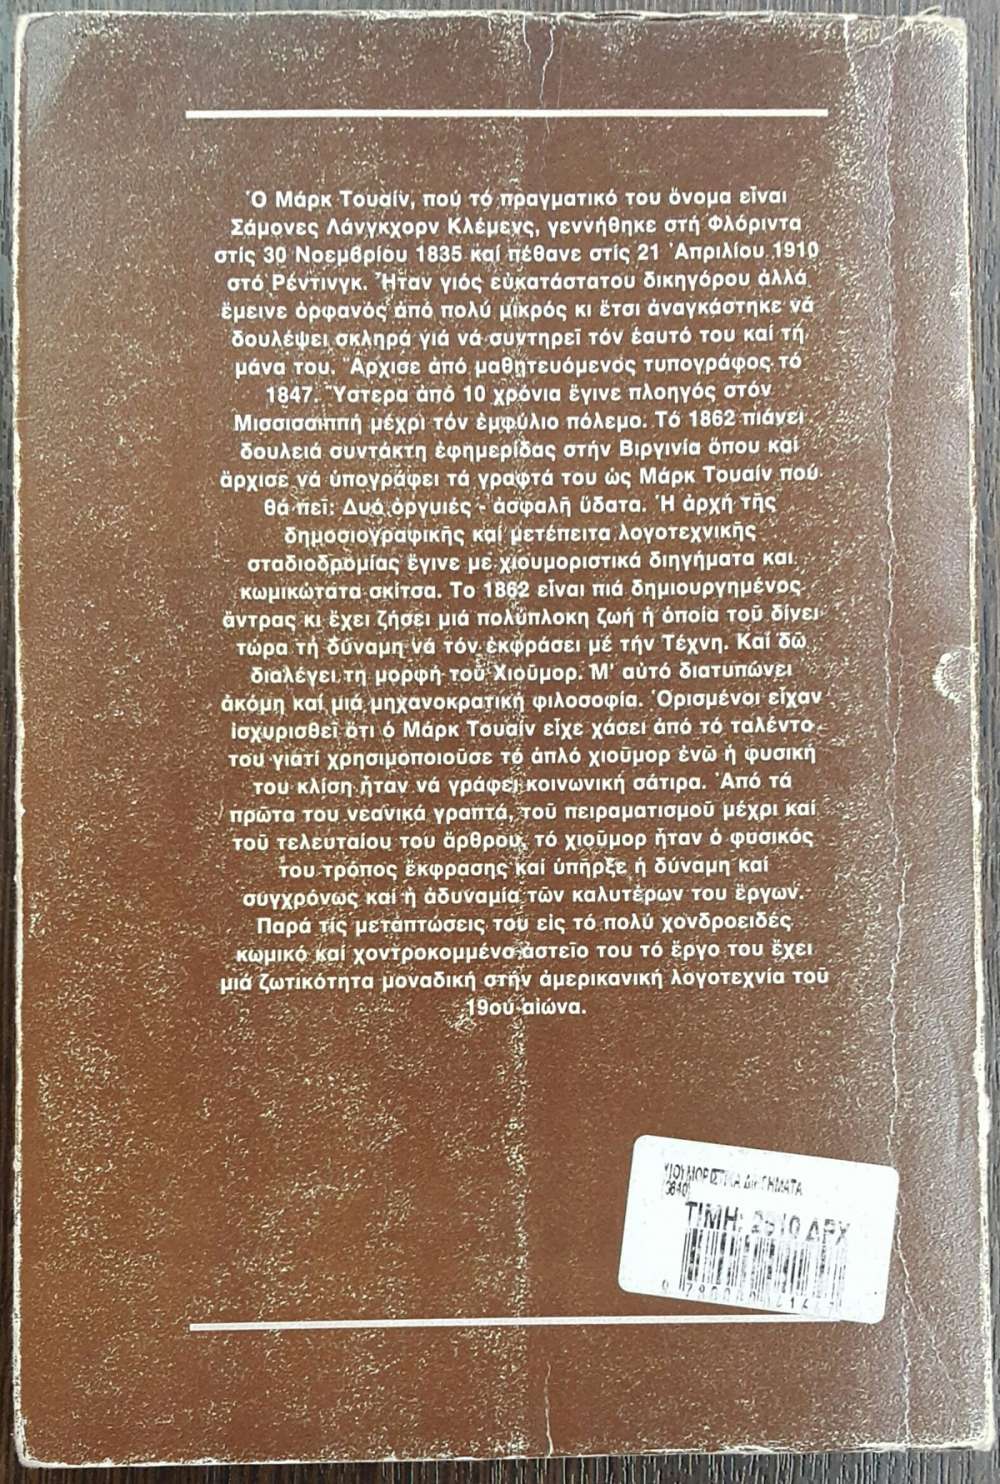 Ὁ Μάρκ Τουαίν, πού τό πραγματικό του ὄνομα εἶναι
Σάμονες Λάνγκχορν Κλέμενς, γεννήθηκε στή Φλόριντα
στίς 30 Νοεμβρίου 1835 καί πέθανε στίς 21 Ἀπριλίου 1910
στό Ρέντινγκ. Ἦταν γιός εὐκατάστατου δικηγόρου ἀλλά
ἔμεινε ὀρφανός ἀπό πολύ μικρός κι ἔτσι ἀναγκάστηκε νά
δουλέψει σκληρά γιά νά συντηρεῖ τόν ἑαυτό του καί τή
μάνα του. Ἄρχισε ἀπό μαθητευόμενος τυπογράφος τό
1847. Ὕστερα ἀπό 10 χρόνια ἔγινε πλοηγός στόν
Μισσισσιππή μέχρι τόν ἐμφύλιο πόλεμο. Τό 1862 πιάνει
δουλειά συντάκτη ἐφημερίδας στήν Βιργινία ὅπου καί
ἄρχισε νά ὑπογράφει τά γραφτά του ὡς Μάρκ Τουαίν πού
θά πεῖ: Δυό ὀργυιές - ἀσφαλῆ ὕδατα. Ἡ ἀρχή τῆς
δημοσιογραφικῆς καί μετέπειτα λογοτεχνικῆς
σταδιοδρομίας ἔγινε με χιουμοριστικά διηγήματα και
κωμικώτατα σκίτσα. Το 1862 εἶναι πιά δημιουργημένος
ἄντρας κι ἔχει ζήσει μιά πολύπλοκη ζωή ἡ ὁποία τοῦ δίνει
τώρα τή δύναμη νά τόν ἐκφράσει μέ τήν Τέχνη. Καί δῶ
διαλέγει τη μορφή τοῦ Χιοῦμορ. Μ' αὐτό διατυπώνει
ἀκόμη καί μιά μηχανοκρατική φιλοσοφία. Ὁρισμένοι εἶχαν
ἰσχυρισθεῖ ὅτι ὁ Μάρκ Τουαίν εἶχε χάσει ἀπό τό ταλέντο
του γιατί χρησιμοποιοῦσε τό ἁπλό χιοῦμορ ἐνῶ ἡ φυσική
του κλίση ἦταν νά γράφει κοινωνική σάτιρα. Ἀπό τά
πρῶτα του νεανικά γραπτά, τοῦ πειραματισμοῦ μέχρι καί
τοῦ τελευταίου του ἄρθρου, τό χιοῦμορ ἦταν ὁ φυσικός
του τρόπος ἔκφρασης καί ὑπῆρξε ἡ δύναμη καί
συγχρόνως καί ἡ ἀδυναμία τῶν καλυτέρων του ἔργων.
Παρά τίς μεταπτώσεις του εἰς τό πολύ χονδροειδές
κωμικό καί χοντροκομμένο ἀστεῖο του τό ἔργο του ἔχει
μιά ζωτικότητα μοναδική στήν ἀμερικανική λογοτεχνία τοῦ
19ου αἰώνα.
ΧΙΟΥΜΟΡΙΣΤΙΚΑ ΔΙΗΓΗΜΑΤΑ
ΤΙΜΗ: ΔΡΧ